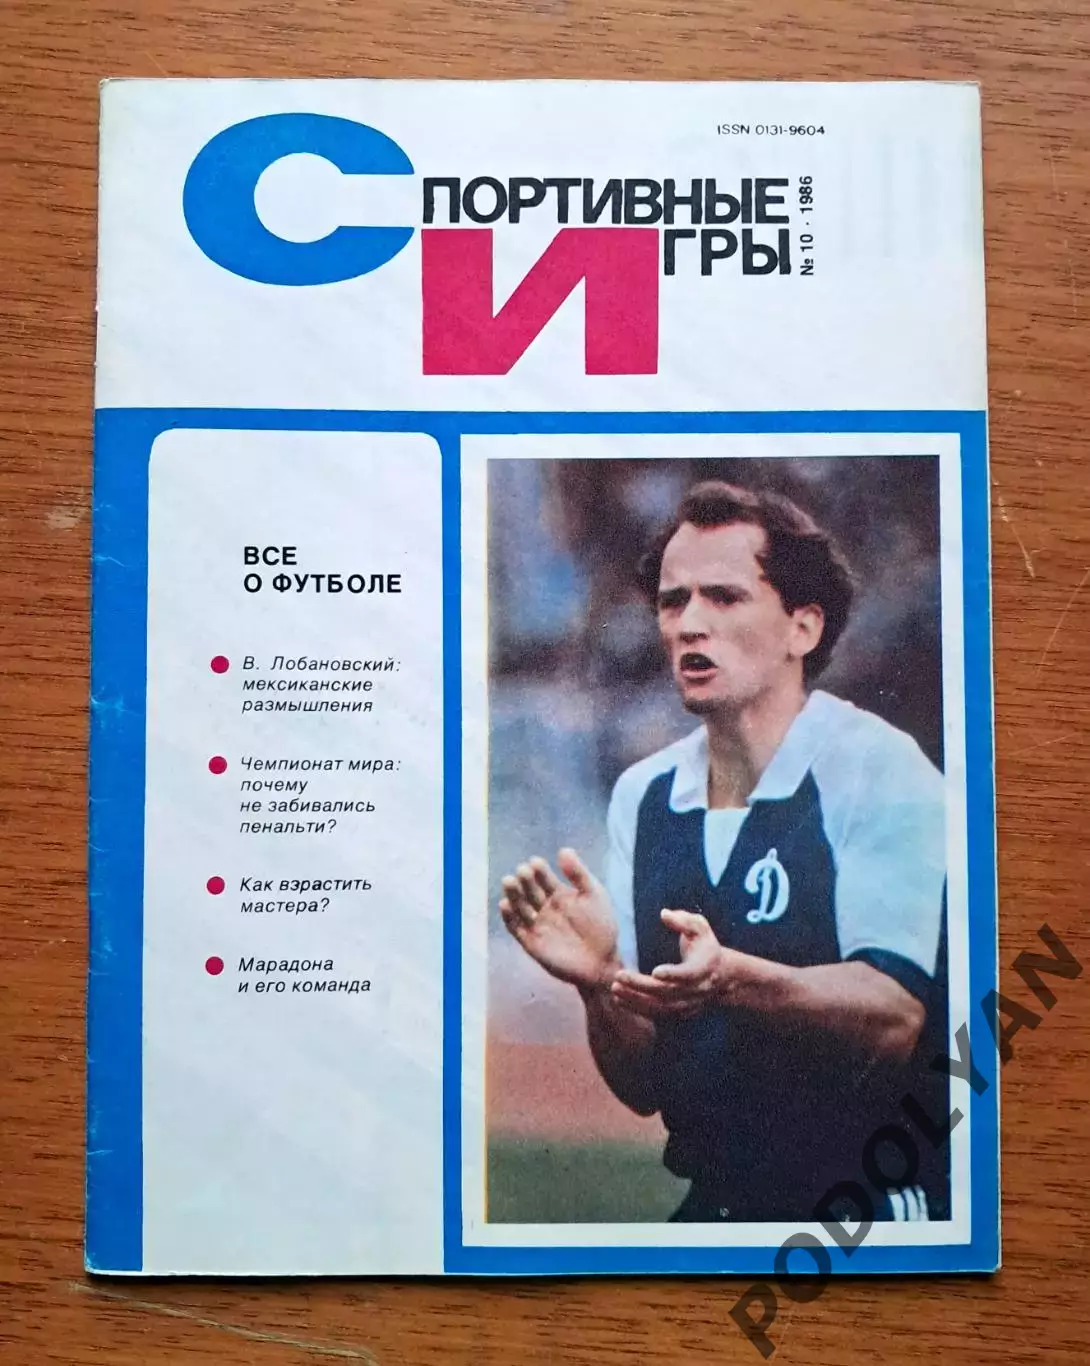 ISSN 0131-9604
СПОРТИВНЫЕ
ИГРЫ
№ 10 · 1986
ВСЕ
О ФУТБОЛЕ
В. Лобановский:
мексиканские
размышления
Чемпионат мира:
почему
не забивались
пенальти?
Как взрастить
мастера?
Марадона
и его команда
Д
PODOLYAN